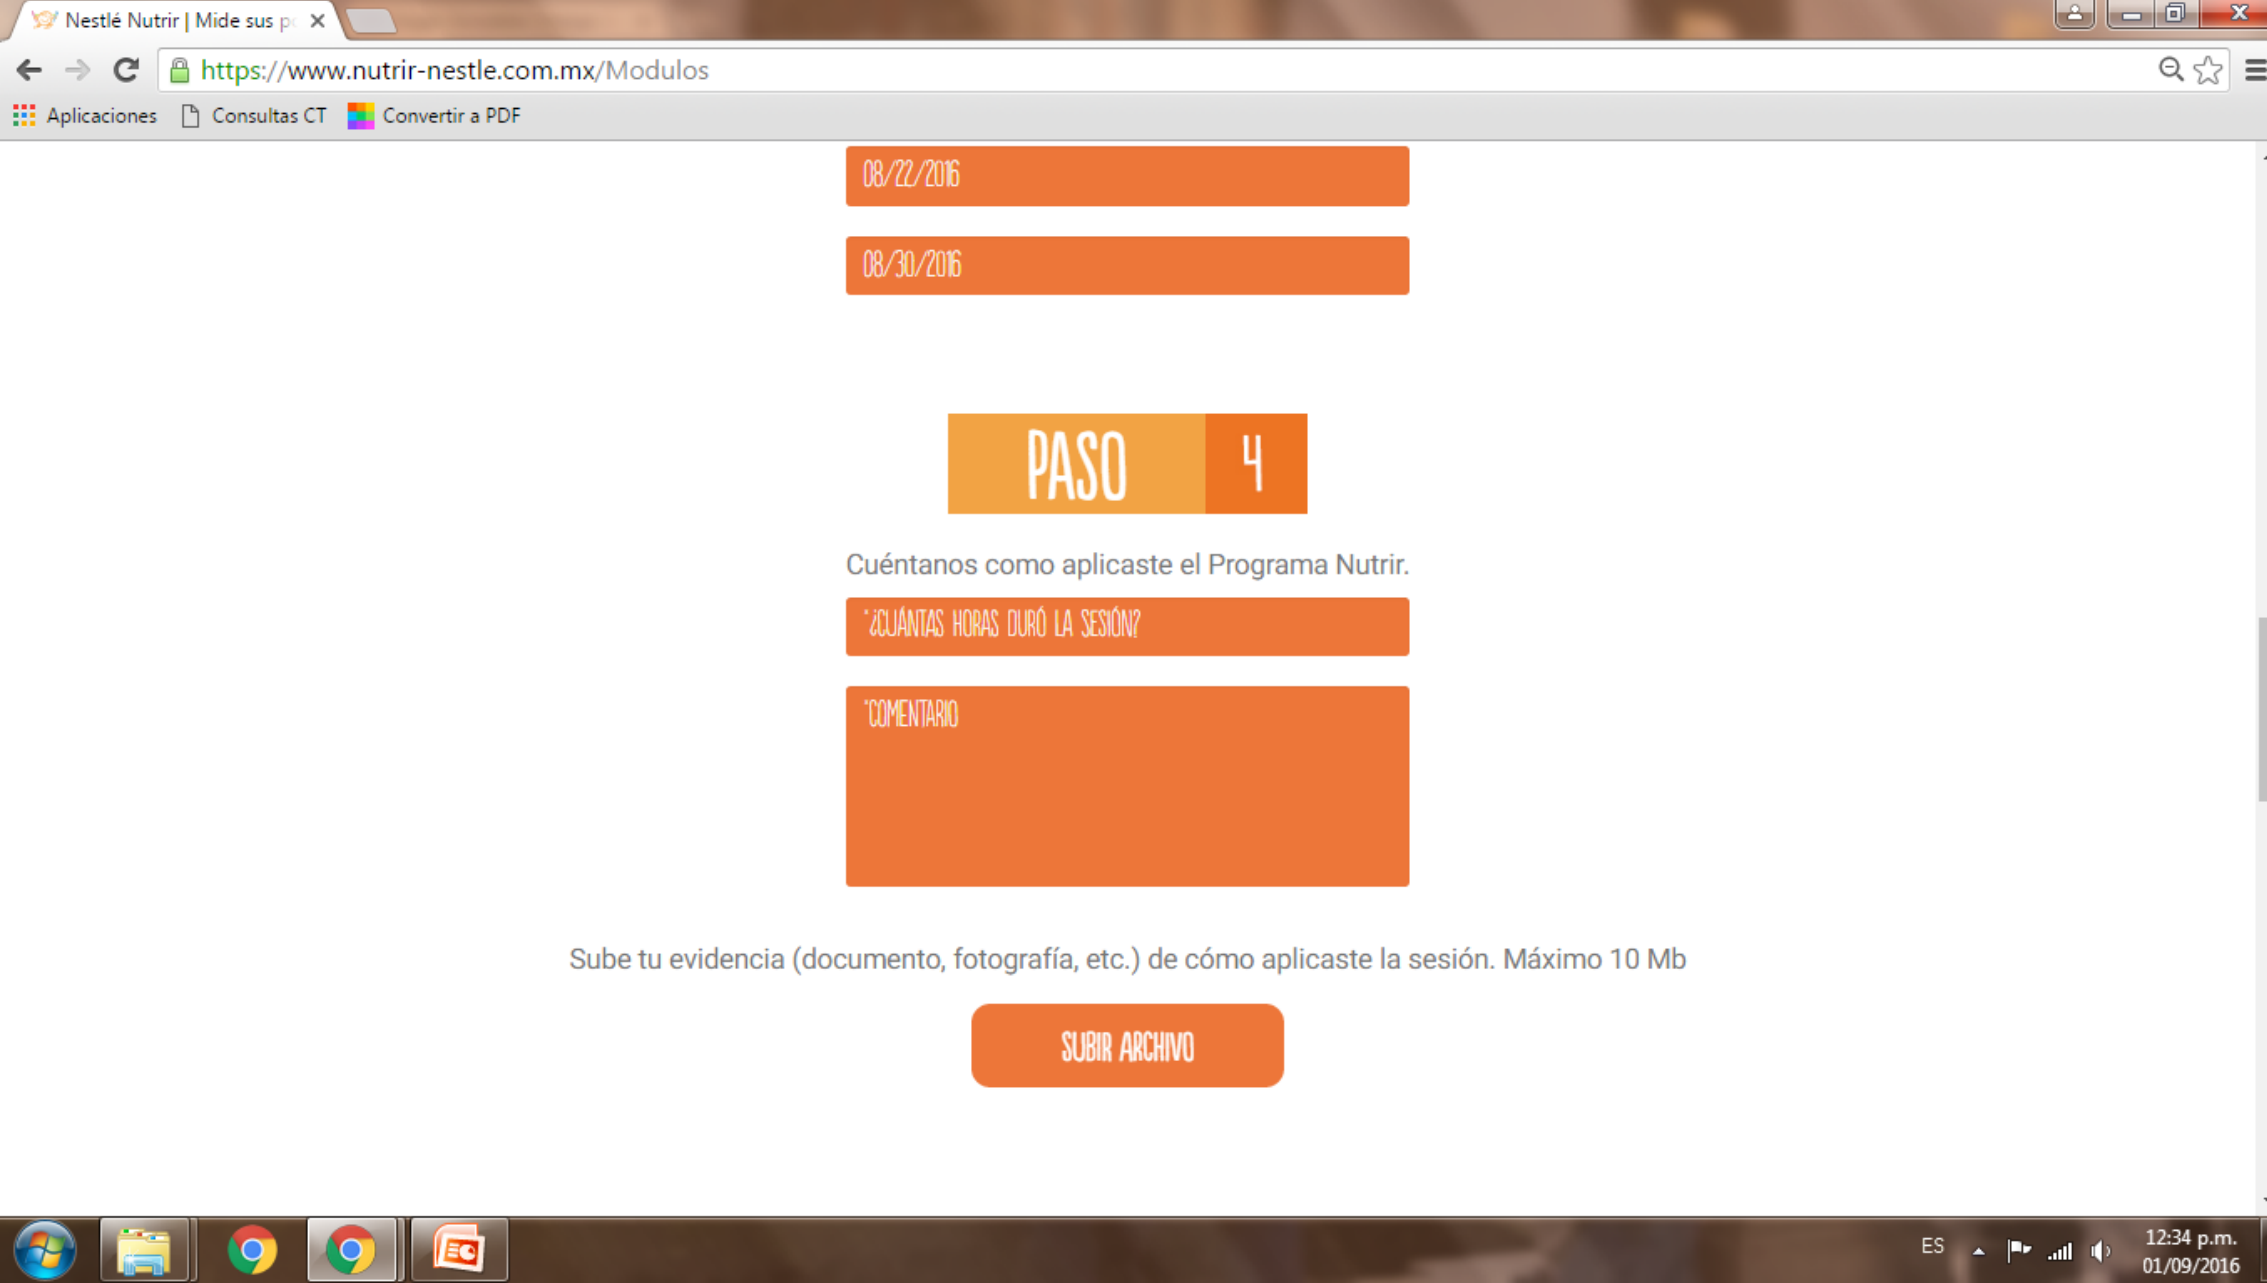 Nestlé Nutrir | Mide sus p
https://www.nutrir-nestle.com.mx/Modulos
Aplicaciones Consultas CT Convertir a PDF
08/22/2016
08/30/2016
PASO 4
Cuéntanos como aplicaste el Programa Nutrir.
*¿CUÁNTAS HORAS DURÓ LA SESIÓN?
*COMENTARIO
Sube tu evidencia (documento, fotografía, etc.) de cómo aplicaste la sesión. Máximo 10 Mb
SUBIR ARCHIVO
ES
12:34 p.m.
01/09/2016